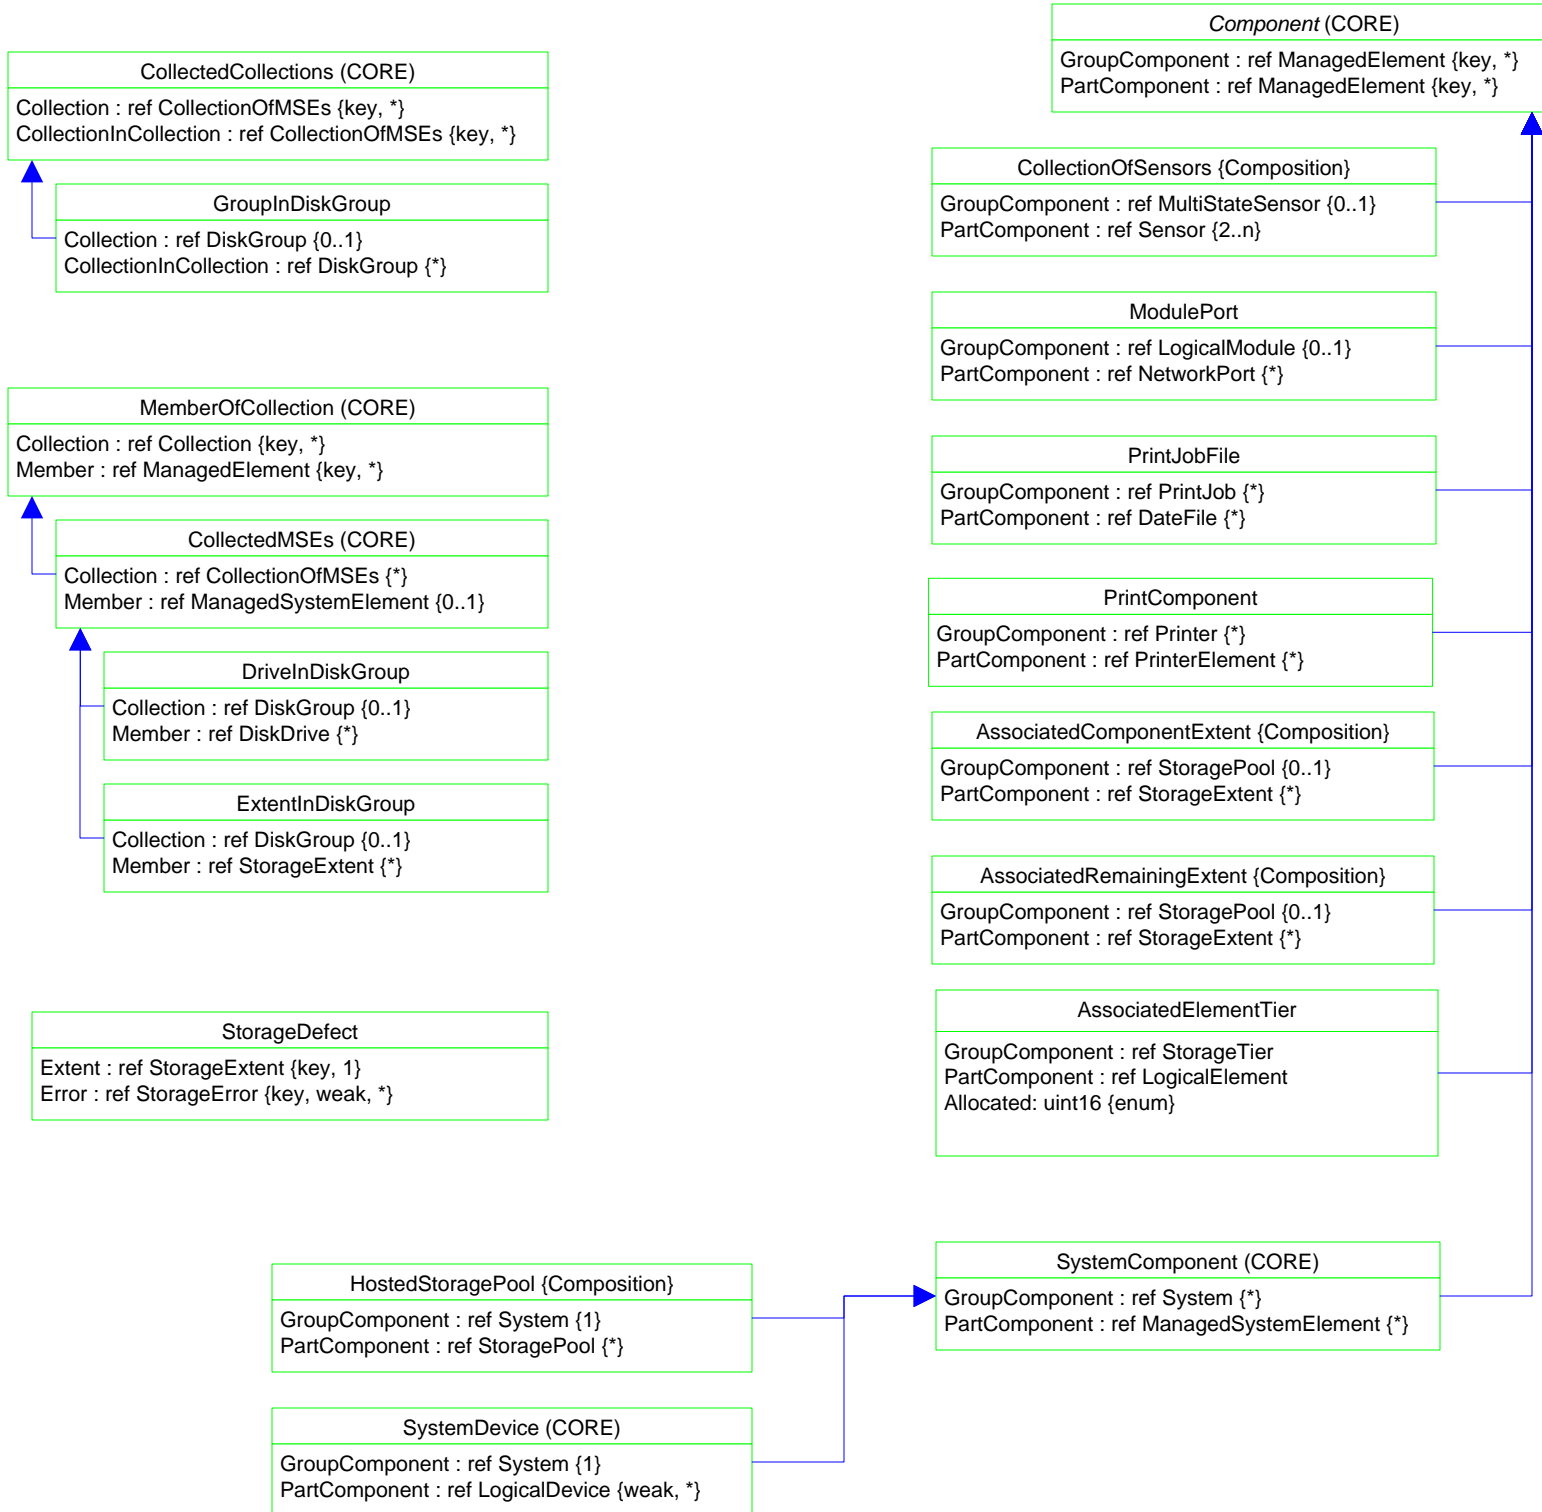 CollectedCollections (CORE)
Collection : ref CollectionOfMSEs {key, *}
CollectionInCollection : ref CollectionOfMSEs {key, *}
GroupInDiskGroup
Collection : ref DiskGroup {0..1}
CollectionInCollection : ref DiskGroup {*}
MemberOfCollection (CORE)
Collection : ref Collection {key, *}
Member : ref ManagedElement {key, *}
CollectedMSEs (CORE)
Collection : ref CollectionOfMSEs {*}
Member : ref ManagedSystemElement {0..1}
DriveInDiskGroup
Collection : ref DiskGroup {0..1}
Member : ref DiskDrive {*}
ExtentInDiskGroup
Collection : ref DiskGroup {0..1}
Member : ref StorageExtent {*}
StorageDefect
Extent : ref StorageExtent {key, 1}
Error : ref StorageError {key, weak, *}
HostedStoragePool {Composition}
GroupComponent : ref System {1}
PartComponent : ref StoragePool {*}
SystemDevice (CORE)
GroupComponent : ref System {1}
PartComponent : ref LogicalDevice {weak, *}
Component (CORE)
GroupComponent : ref ManagedElement {key, *}
PartComponent : ref ManagedElement {key, *}
CollectionOfSensors {Composition}
GroupComponent : ref MultiStateSensor {0..1}
PartComponent : ref Sensor {2..n}
ModulePort
GroupComponent : ref LogicalModule {0..1}
PartComponent : ref NetworkPort {*}
PrintJobFile
GroupComponent : ref PrintJob {*}
PartComponent : ref DateFile {*}
PrintComponent
GroupComponent : ref Printer {*}
PartComponent : ref PrinterElement {*}
AssociatedComponentExtent {Composition}
GroupComponent : ref StoragePool {0..1}
PartComponent : ref StorageExtent {*}
AssociatedRemainingExtent {Composition}
GroupComponent : ref StoragePool {0..1}
PartComponent : ref StorageExtent {*}
AssociatedElementTier
GroupComponent : ref StorageTier
PartComponent : ref LogicalElement
Allocated: uint16 {enum}
SystemComponent (CORE)
GroupComponent : ref System {*}
PartComponent : ref ManagedSystemElement {*}